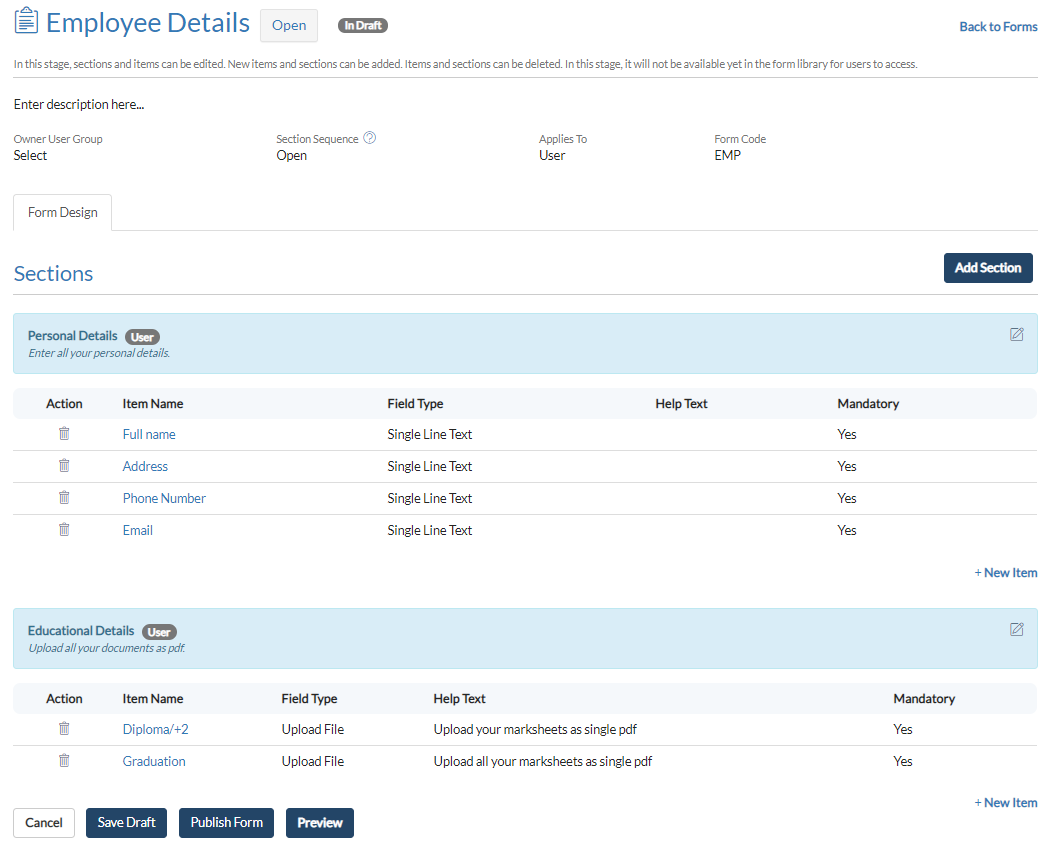 Employee Details Open In Draft Back to Forms
In this stage, sections and items can be edited. New items and sections can be added. Items and sections can be deleted. In this stage, it will not be available yet in the form library for users to access.
Enter description here...
Owner User Group Section Sequence ? Applies To Form Code
Select Open User EMP
Form Design
Sections Add Section
Personal Details User
Enter all your personal details.
Action Item Name Field Type Help Text Mandatory
Full name Single Line Text Yes
Address Single Line Text Yes
Phone Number Single Line Text Yes
Email Single Line Text Yes
+ New Item
Educational Details User
Upload all your documents as pdf.
Action Item Name Field Type Help Text Mandatory
Diploma/+2 Upload File Upload your marksheets as single pdf Yes
Graduation Upload File Upload all your marksheets as single pdf Yes
+ New Item
Cancel Save Draft Publish Form Preview